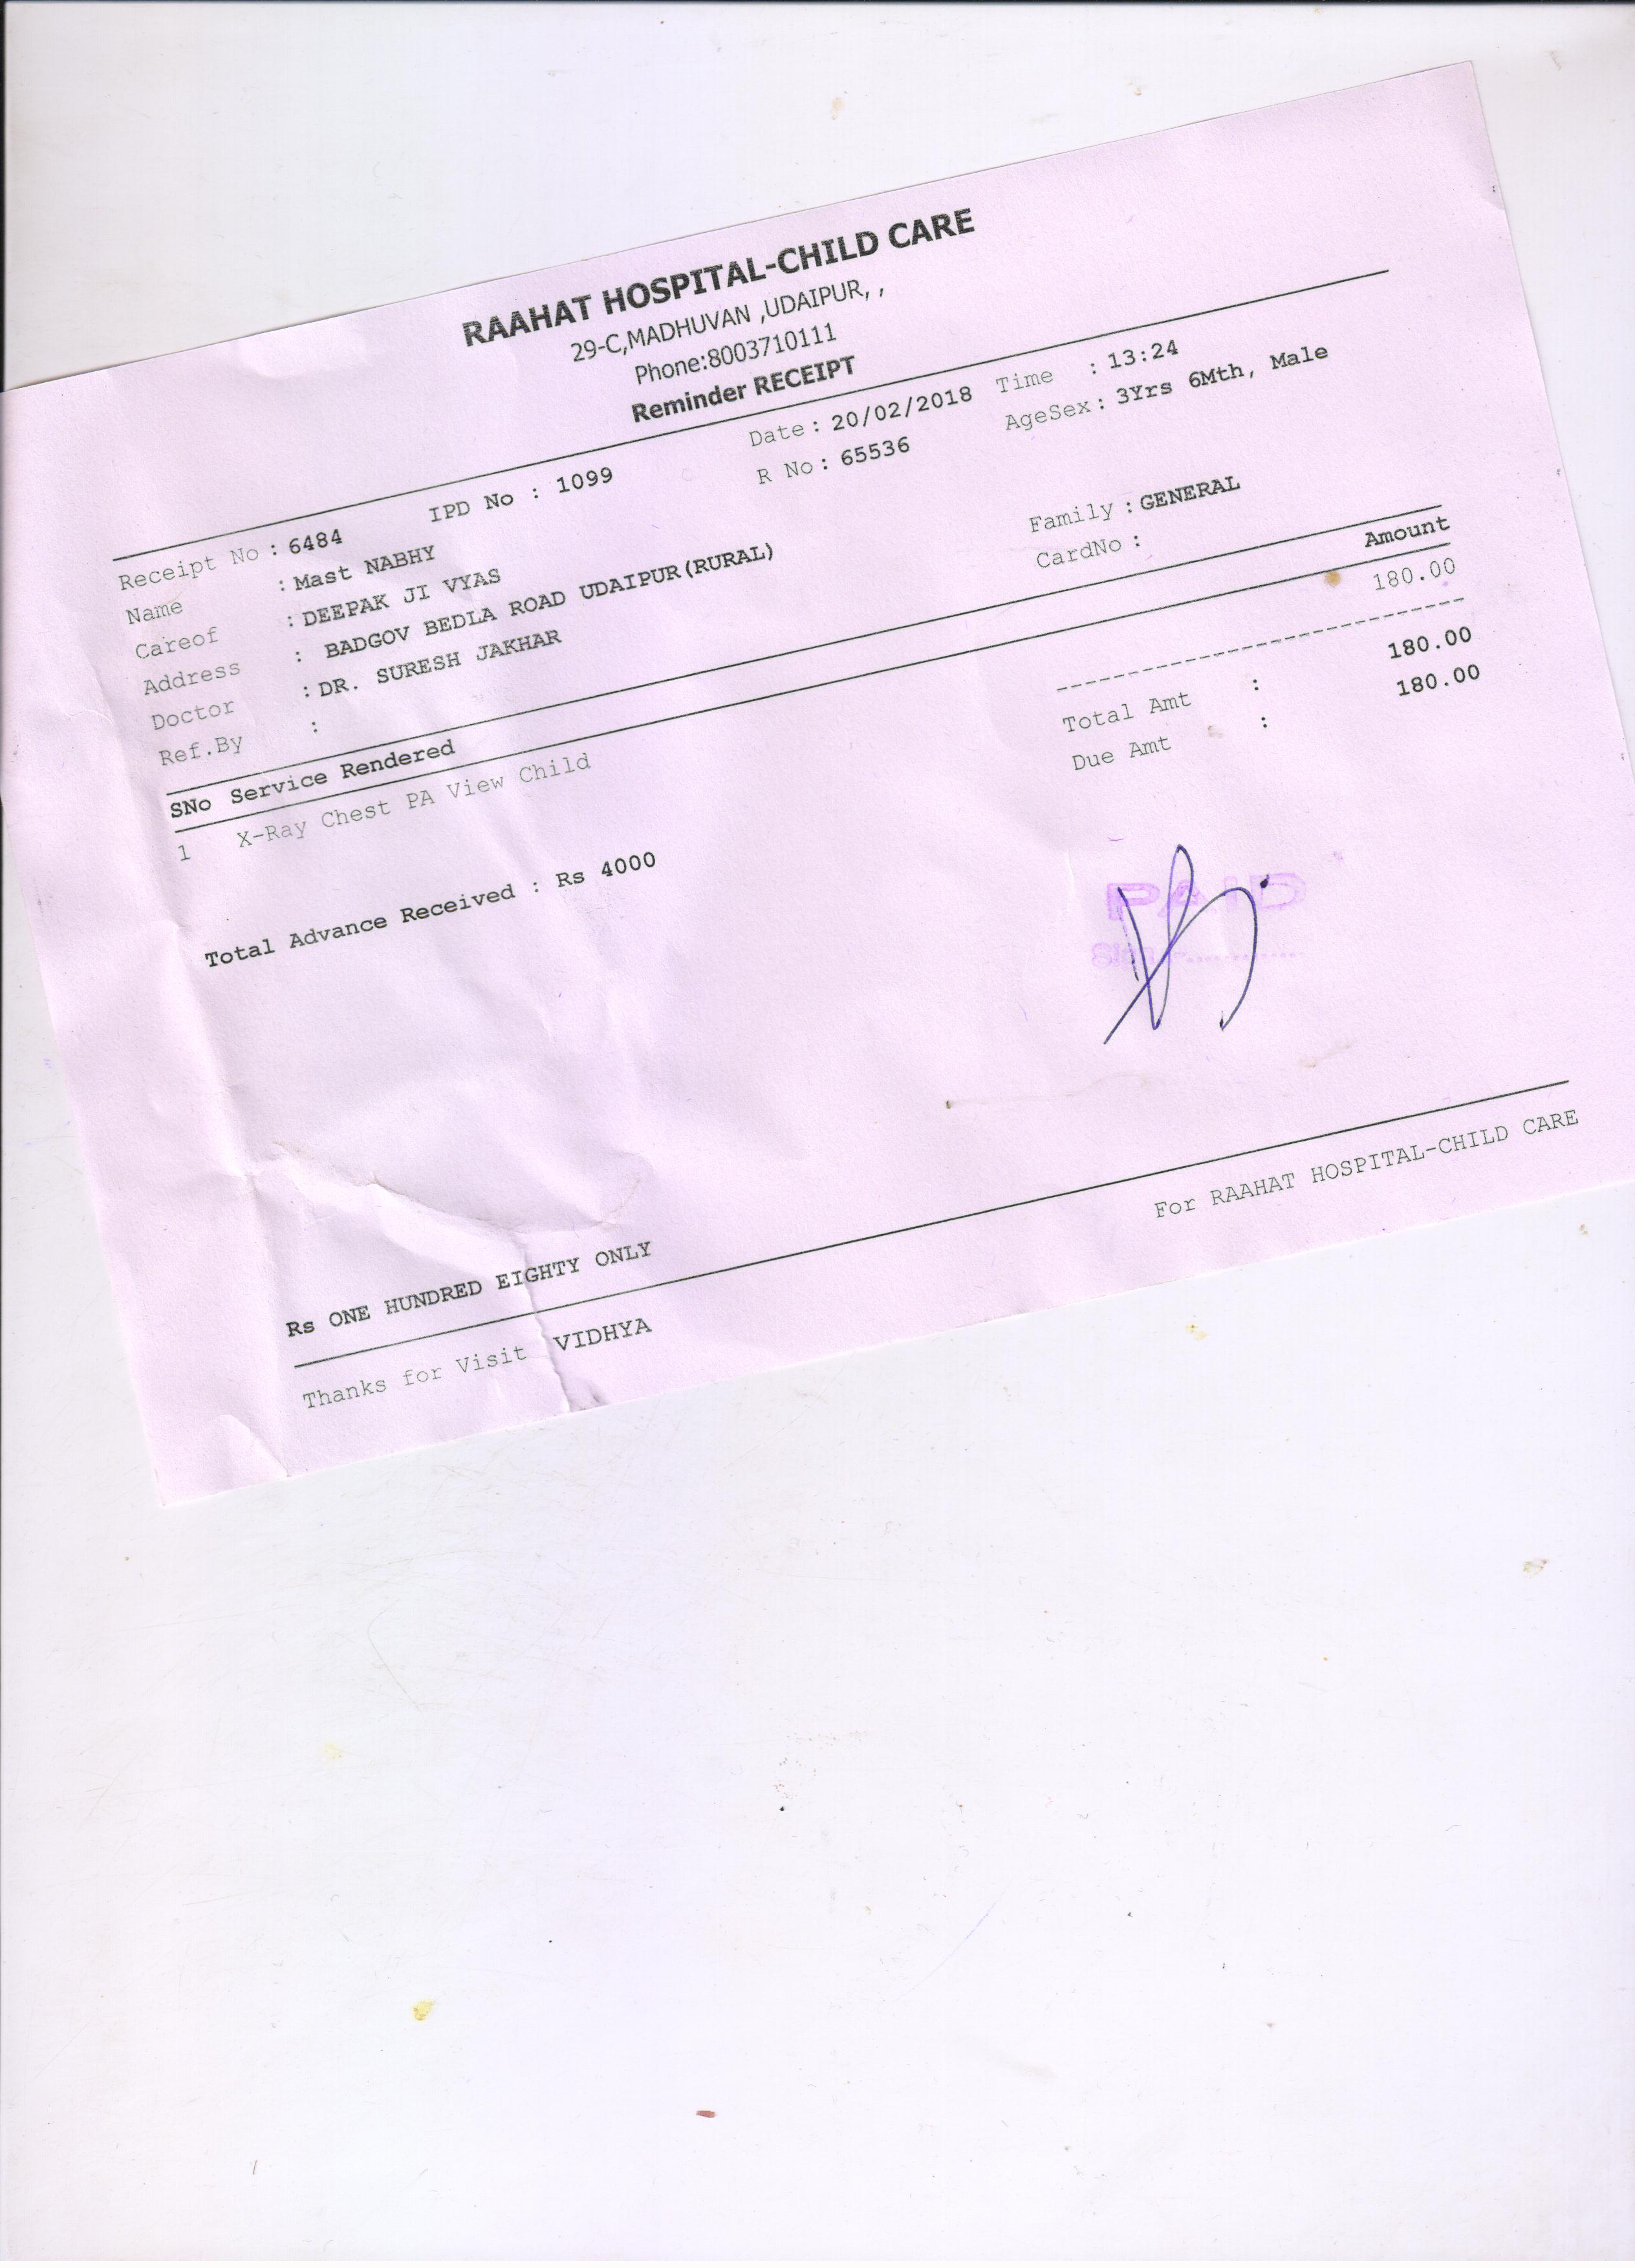 RAAHAT HOSPITAL-CHILD CARE
29-C,MADHUVAN ,UDAIPUR, ,
Phone:8003710111
Reminder RECEIPT
Receipt No : 6484 IPD No : 1099 Date : 20/02/2018 Time : 13:24
Name : Mast NABHY R No : 65536 AgeSex : 3Yrs 6Mth, Male
Careof : DEEPAK JI VYAS
Address : BADGOV BEDLA ROAD UDAIPUR(RURAL)
Doctor : DR. SURESH JAKHAR Family : GENERAL
Ref.By : CardNo :
SNo Service Rendered Amount
1 X-Ray Chest PA View Child 180.00
Total Amt : 180.00
Due Amt : 180.00
Total Advance Received : Rs 4000
PAID
Rs ONE HUNDRED EIGHTY ONLY
For RAAHAT HOSPITAL-CHILD CARE
Thanks for Visit VIDHYA